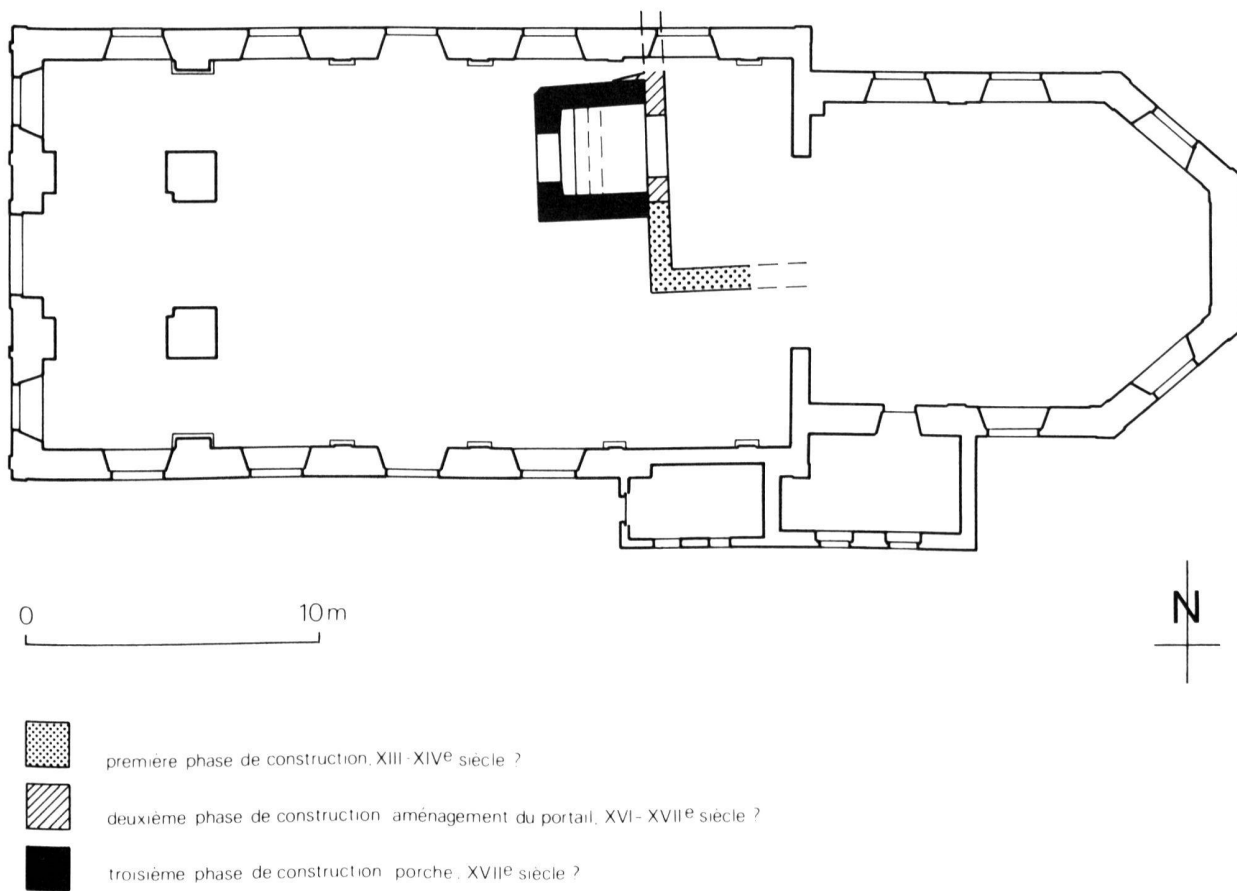 0 10 m
N
première phase de construction, XIII-XIVe siècle ?
deuxième phase de construction aménagement du portail, XVI-XVIIe siècle ?
troisième phase de construction porche, XVIIe siècle ?